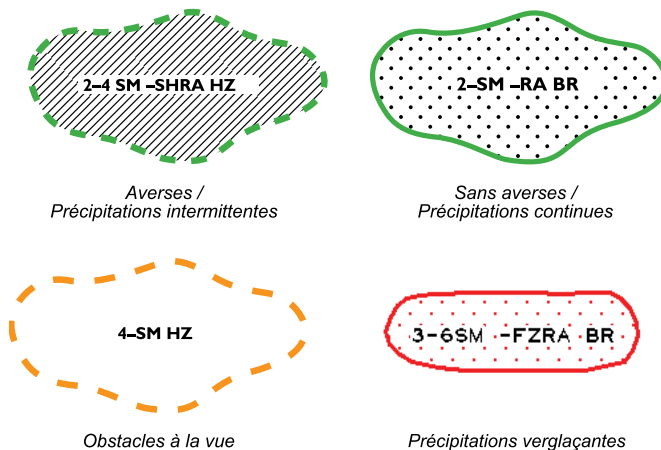 2–4 SM –SHRA HZ
2–SM –RA BR
Averses /
Précipitations intermittentes
Sans averses /
Précipitations continues
4–SM HZ
3-6SM -FZRA BR
Obstacles à la vue
Précipitations verglaçantes